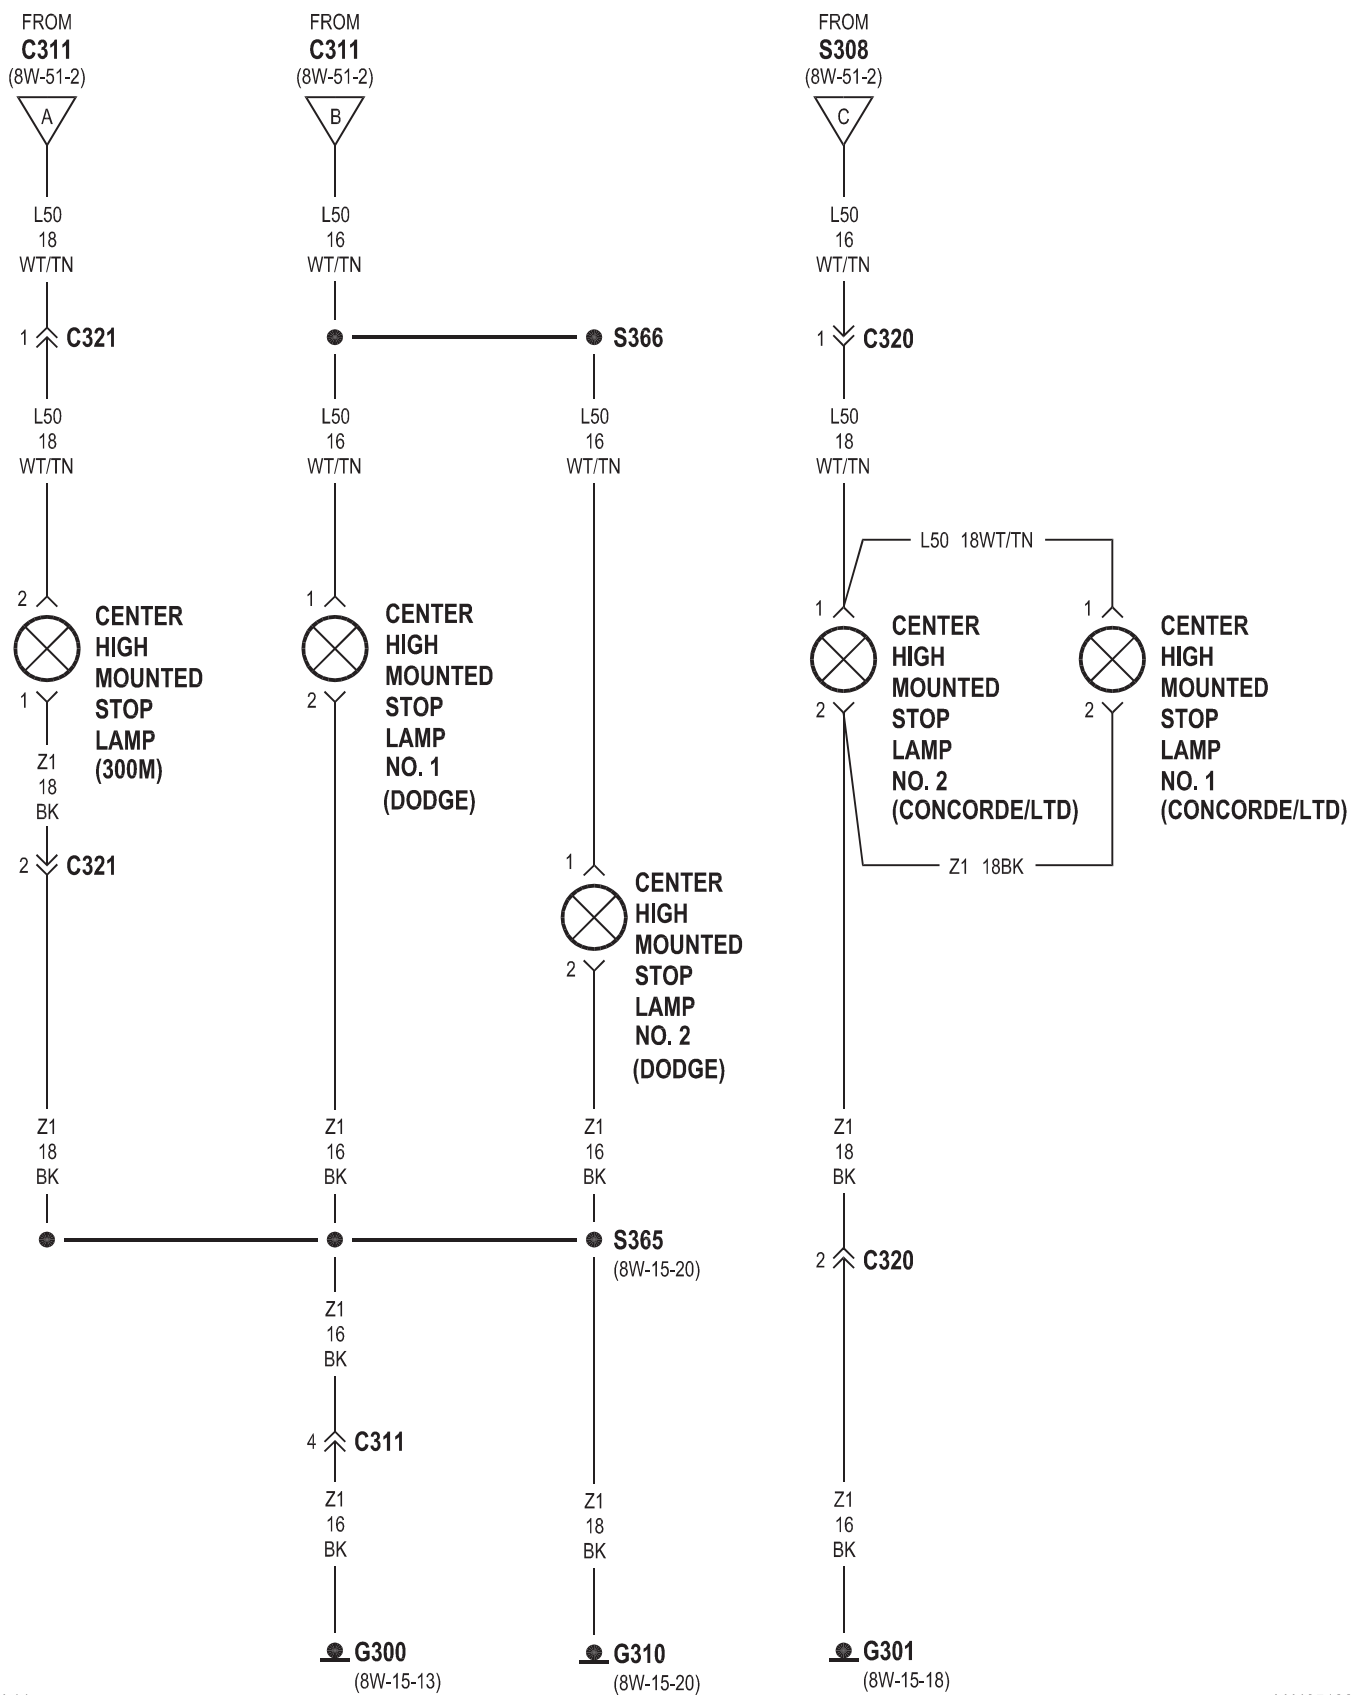 FROM
C311
(8W-51-2)
A
L50
18
WT/TN
1
C321
L50
18
WT/TN
2
CENTER
HIGH
MOUNTED
STOP
LAMP
(300M)
1
Z1
18
BK
2
C321
Z1
18
BK
FROM
C311
(8W-51-2)
B
L50
16
WT/TN
S366
L50
16
WT/TN
1
CENTER
HIGH
MOUNTED
STOP
LAMP
NO. 1
(DODGE)
2
Z1
16
BK
L50
16
WT/TN
1
CENTER
HIGH
MOUNTED
STOP
LAMP
NO. 2
(DODGE)
2
Z1
16
BK
S365
(8W-15-20)
Z1
16
BK
4
C311
Z1
16
BK
G300
(8W-15-13)
Z1
18
BK
G310
(8W-15-20)
FROM
S308
(8W-51-2)
C
L50
16
WT/TN
1
C320
L50
18
WT/TN
L50 18WT/TN
1
CENTER
HIGH
MOUNTED
STOP
LAMP
NO. 2
(CONCORDE/LTD)
2
1
CENTER
HIGH
MOUNTED
STOP
LAMP
NO. 1
(CONCORDE/LTD)
2
Z1 18BK
Z1
18
BK
2
C320
Z1
16
BK
G301
(8W-15-18)